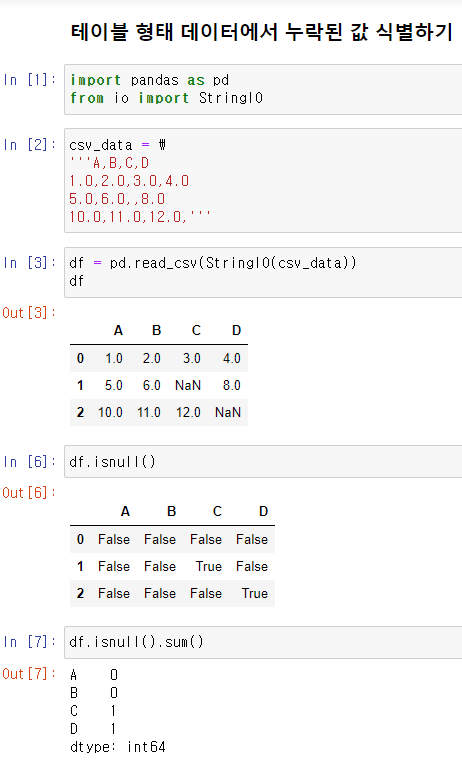 테이블 형태 데이터에서 누락된 값 식별하기
In [1]: import pandas as pd
from io import StringIO
In [2]: csv_data = ₩
'''A,B,C,D
1.0,2.0,3.0,4.0
5.0,6.0,,8.0
10.0,11.0,12.0,'''
In [3]: df = pd.read_csv(StringIO(csv_data))
df
Out[3]:
A B C D
0 1.0 2.0 3.0 4.0
1 5.0 6.0 NaN 8.0
2 10.0 11.0 12.0 NaN
In [6]: df.isnull()
Out[6]:
A B C D
0 False False False False
1 False False True False
2 False False False True
In [7]: df.isnull().sum()
Out[7]: A 0
B 0
C 1
D 1
dtype: int64